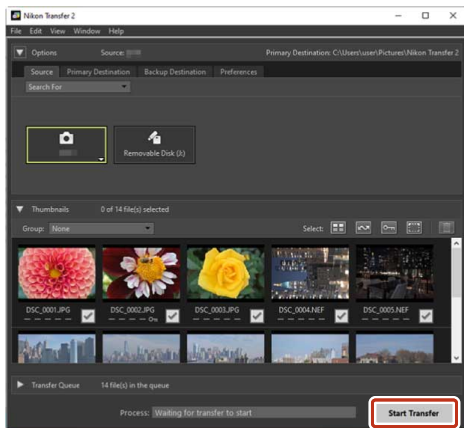 Nikon Transfer 2
File Edit View Window Help
Options Source: Primary Destination: C:\Users\user\Pictures\Nikon Transfer 2
Source Primary Destination Backup Destination Preferences
Search For
Removable Disk (J:)
Thumbnails 0 of 14 file(s) selected
Group: None Select:
DSC_0001.JPG DSC_0002.JPG DSC_0003.JPG DSC_0004.NEF DSC_0005.NEF
Transfer Queue 14 file(s) in the queue
Process: Waiting for transfer to start Start Transfer